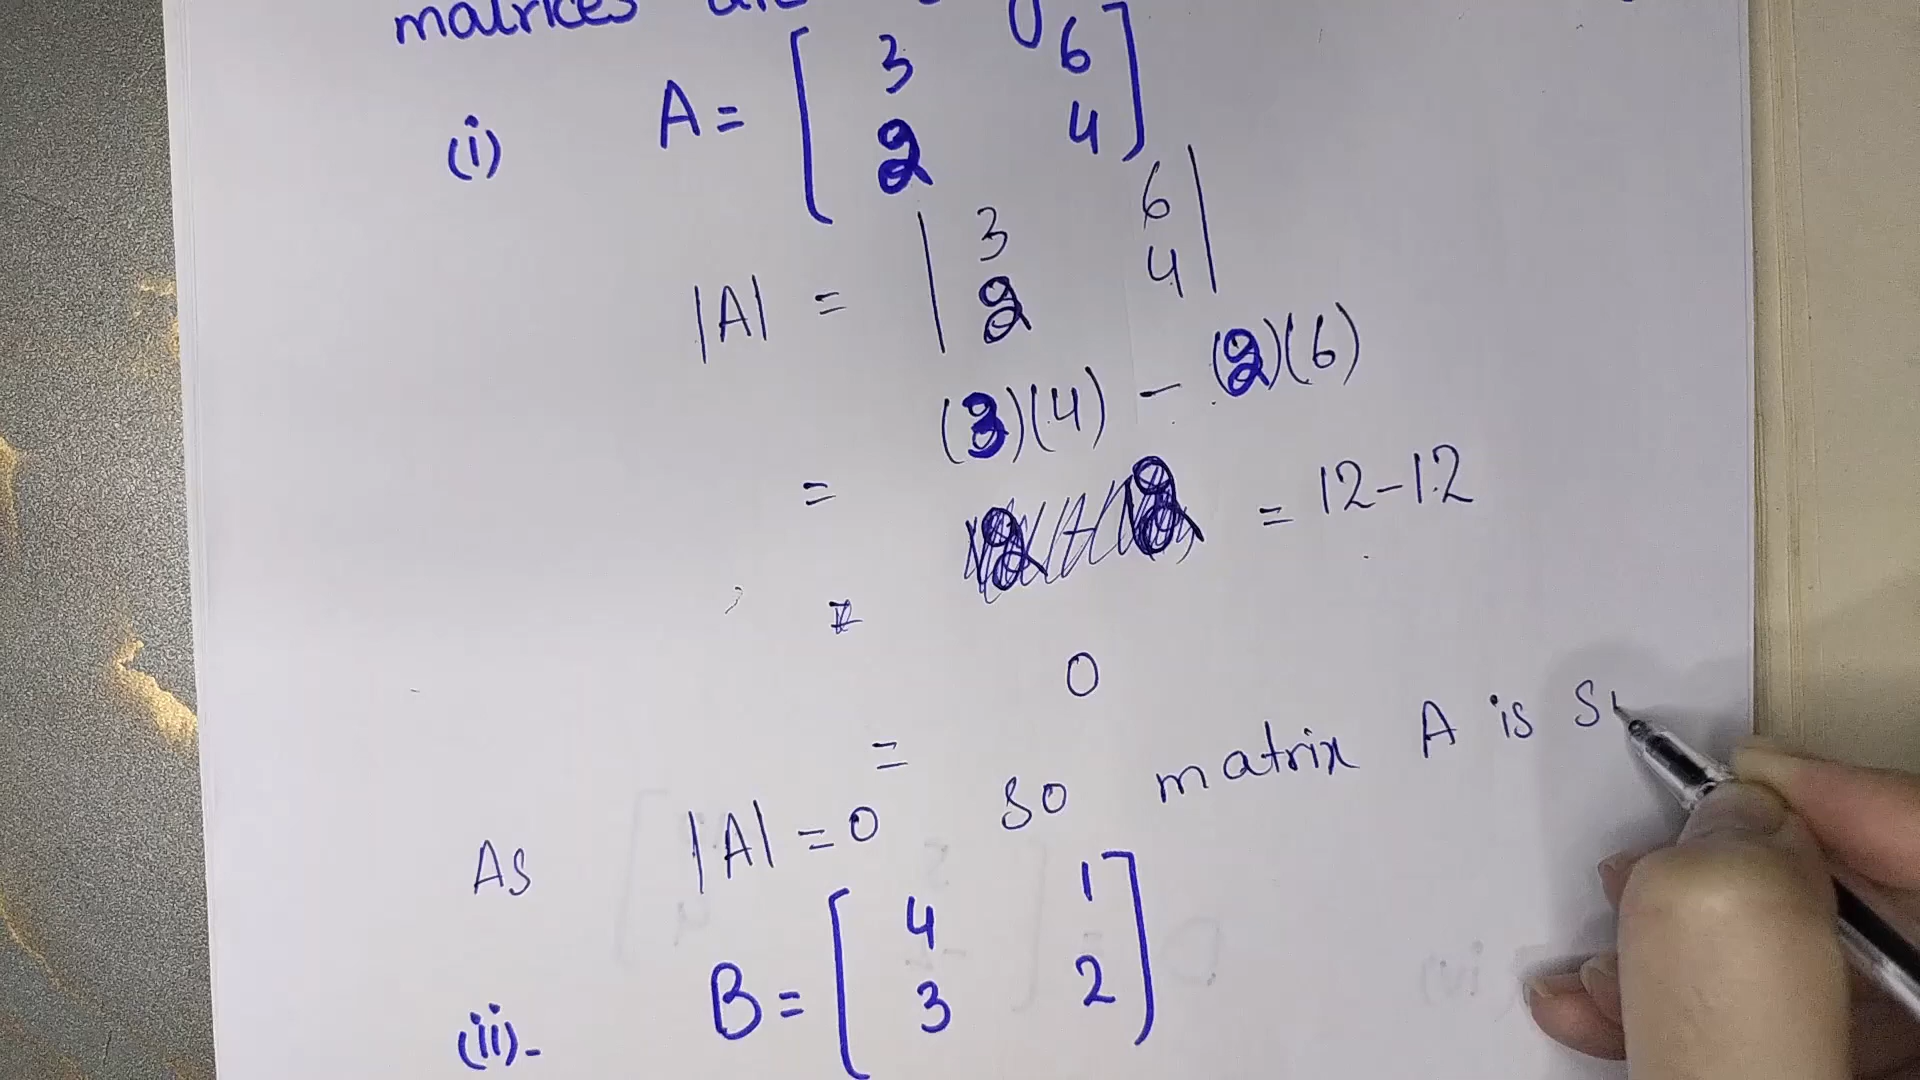 matrices
(i) A = [ 3 6
2 4 ]
|A| = | 3 6
2 4 |
= (3)(4) - (2)(6)
= 12-12
= 0
As |A| = 0 so matrix A is
(ii)- B = [ 4 1
3 2 ]